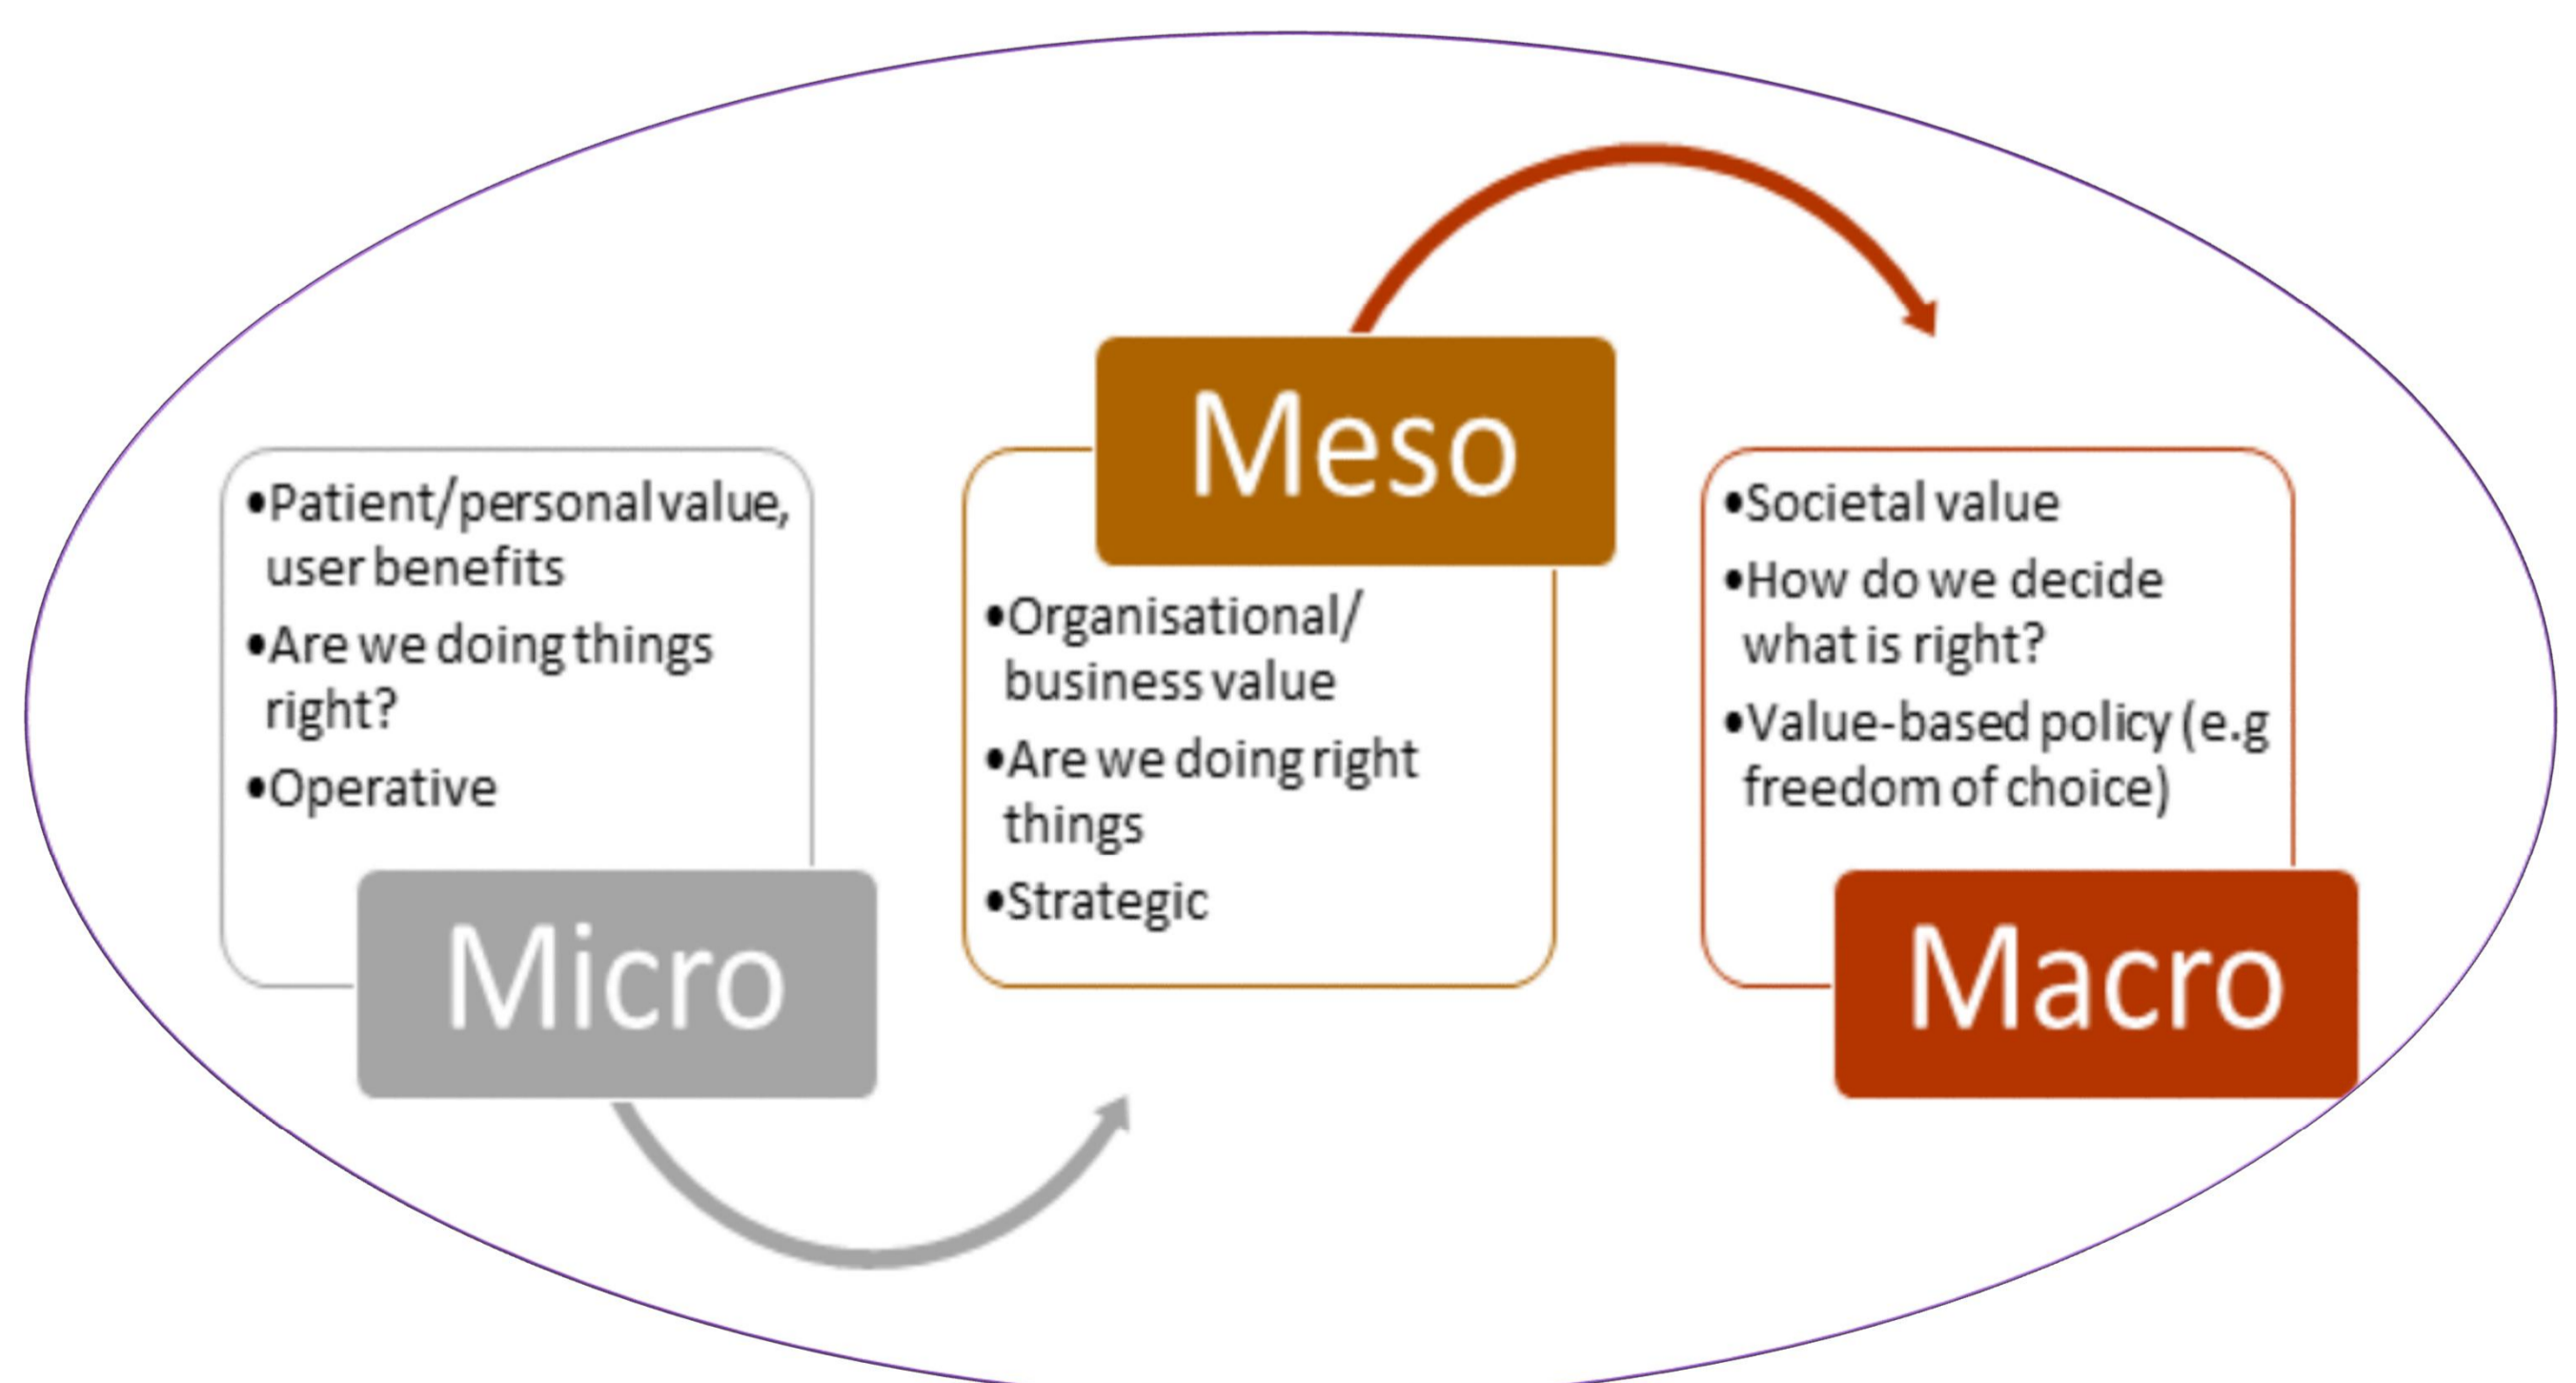 •Patient/personal value,
user benefits
•Are we doing things
right?
•Operative
Micro
Meso
•Organisational/
business value
•Are we doing right
things
•Strategic
•Societal value
•How do we decide
what is right?
•Value-based policy (e.g
freedom of choice)
Macro